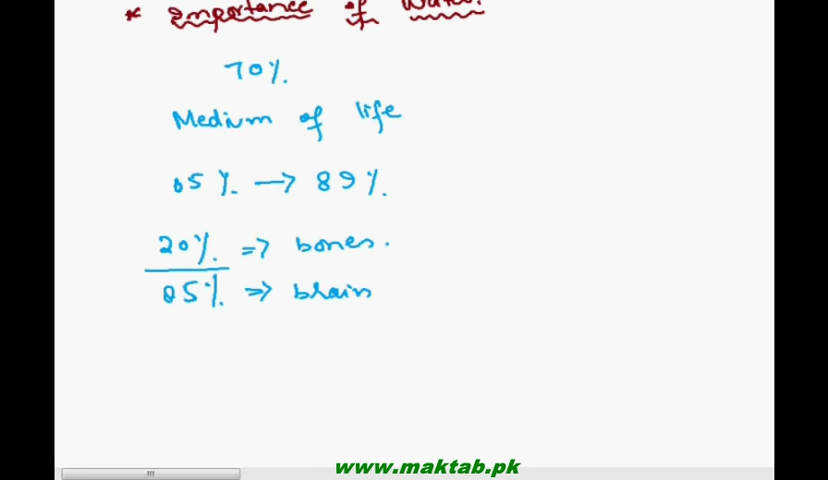 * Importance of Water.
70%.
Medium of life
65% → 89%.
20% => bones.
85% => brain
www.maktab.pk